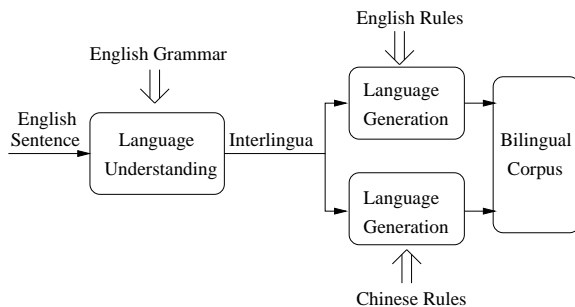 English Rules
English Grammar
English
Sentence
Language
Understanding
Interlingua
Language
Generation
Language
Generation
Bilingual
Corpus
Chinese Rules